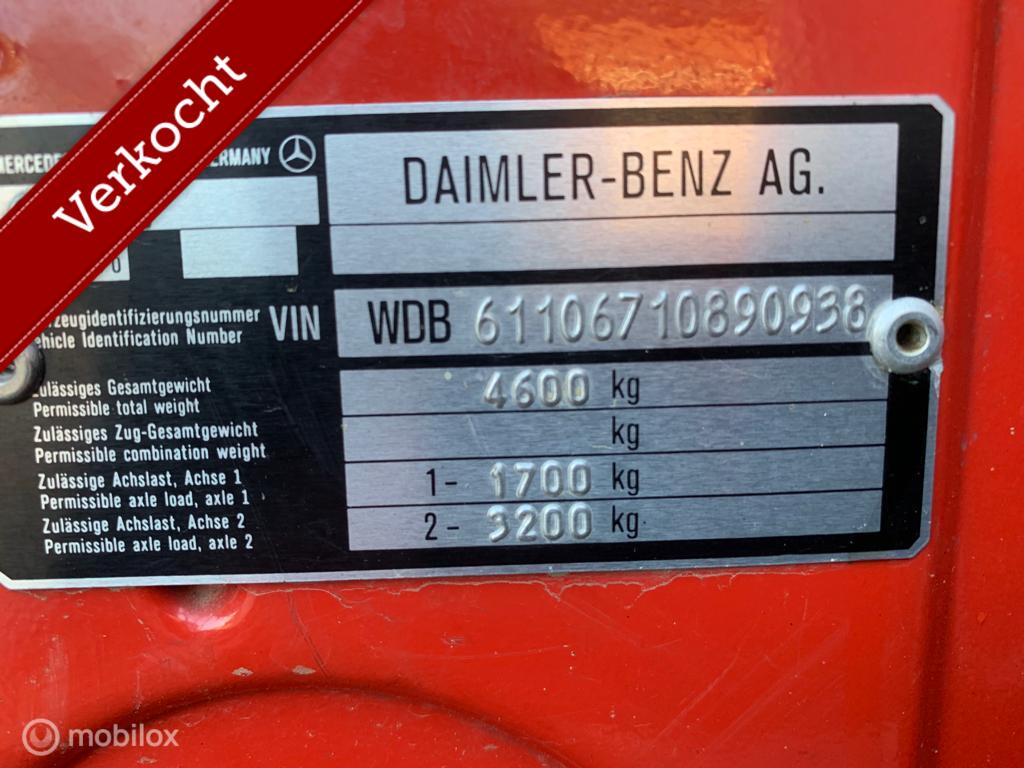 Verkocht
DAIMLER-BENZ AG.
VIN WDB 61106710890938
Identification Number
Zulässiges Gesamtgewicht 4600 kg
Permissible total weight
Zulässiges Zug-Gesamtgewicht kg
Permissible combination weight
Zulässige Achslast, Achse 1 1- 1700 kg
Permissible axle load, axle 1
Zulässige Achslast, Achse 2 2- 3200 kg
Permissible axle load, axle 2
mobilox